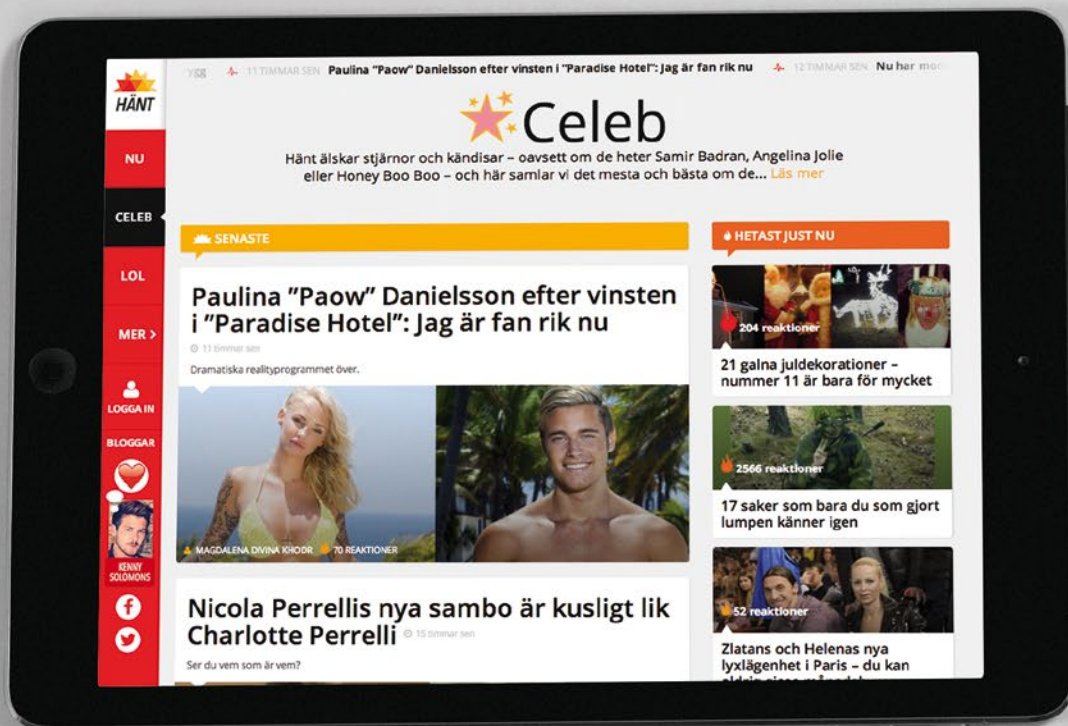 HÄNT
NU
CELEB
LOL
MER >
LOGGA IN
BLOGGAR
KENNY
SOLOMONS
ygg 11 TIMMAR SEN Paulina "Paow" Danielsson efter vinsten i "Paradise Hotel": Jag är fan rik nu 12 TIMMAR SEN Nu har
Celeb
Hänt älskar stjärnor och kändisar – oavsett om de heter Samir Badran, Angelina Jolie
eller Honey Boo Boo – och här samlar vi det mesta och bästa om de... Läs mer
SENASTE
Paulina ”Paow” Danielsson efter vinsten
i ”Paradise Hotel”: Jag är fan rik nu
11 timmar sen
Dramatiska realityprogrammet över.
MAGDALENA DIVINA KHODR 70 REAKTIONER
Nicola Perrellis nya sambo är kusligt lik
Charlotte Perrelli 15 timmar sen
Ser du vem som är vem?
HETAST JUST NU
204 reaktioner
21 galna juldekorationer –
nummer 11 är bara för mycket
2566 reaktioner
17 saker som bara du som gjort
lumpen känner igen
52 reaktioner
Zlatans och Helenas nya
lyxlägenhet i Paris – du kan